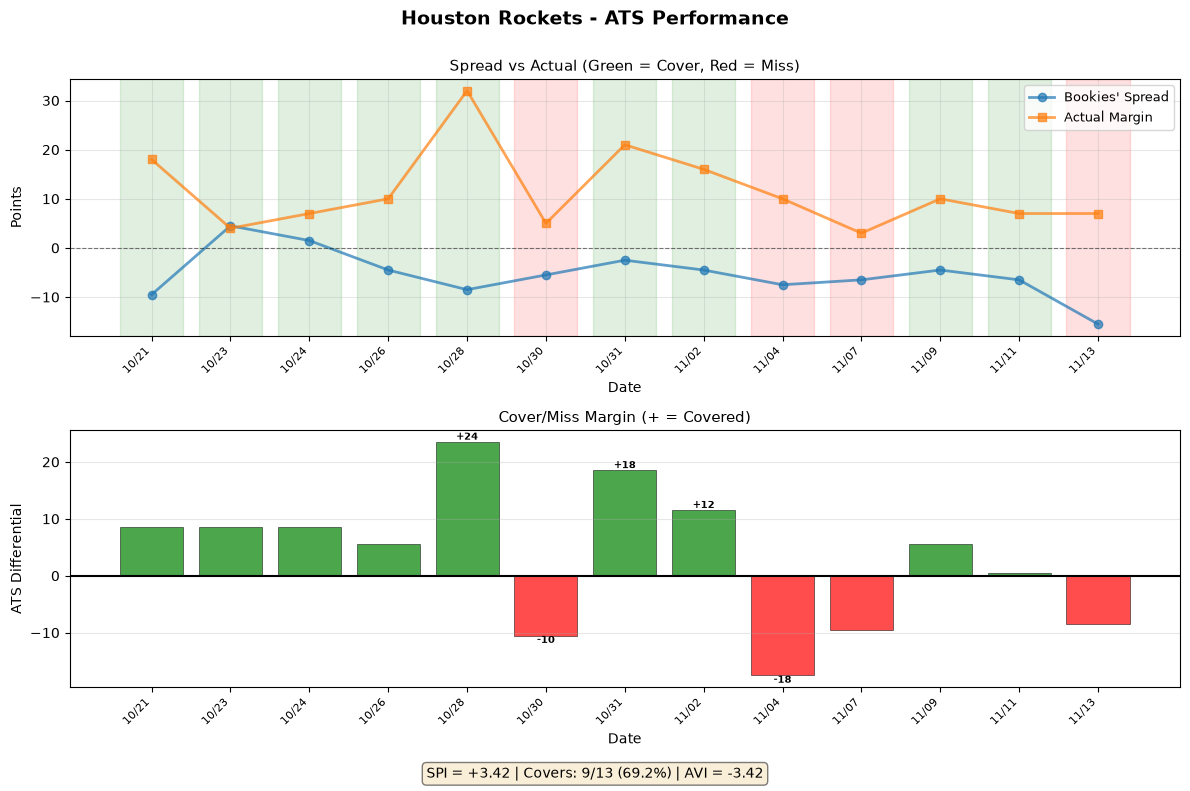 Houston Rockets - ATS Performance
Spread vs Actual (Green = Cover, Red = Miss)
Bookies' Spread
Actual Margin
Points
30
20
10
0
−10
10/21 10/23 10/24 10/26 10/28 10/30 10/31 11/02 11/04 11/07 11/09 11/11 11/13
Date
Cover/Miss Margin (+ = Covered)
ATS Differential
20
10
0
−10
+24
-10
+18
+12
-18
10/21 10/23 10/24 10/26 10/28 10/30 10/31 11/02 11/04 11/07 11/09 11/11 11/13
Date
SPI = +3.42 | Covers: 9/13 (69.2%) | AVI = -3.42